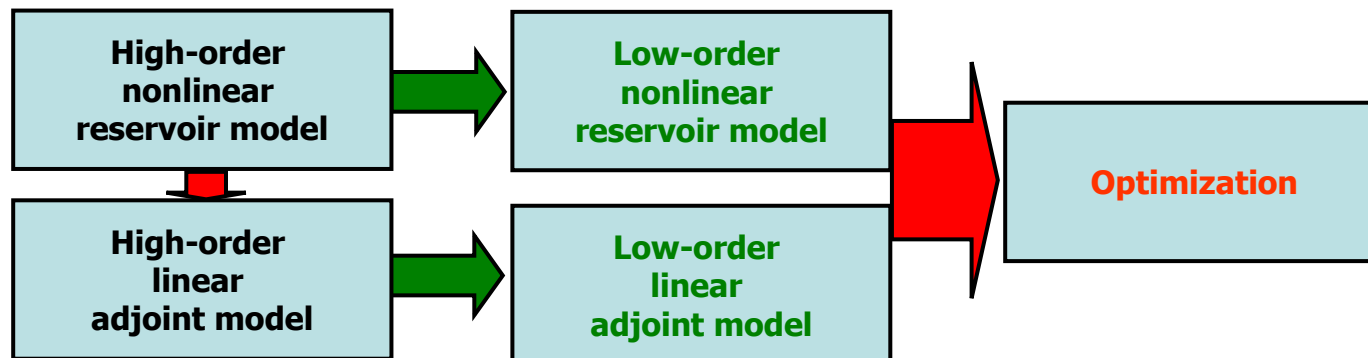 High-order
nonlinear
reservoir model
Low-order
nonlinear
reservoir model
Optimization
High-order
linear
adjoint model
Low-order
linear
adjoint model